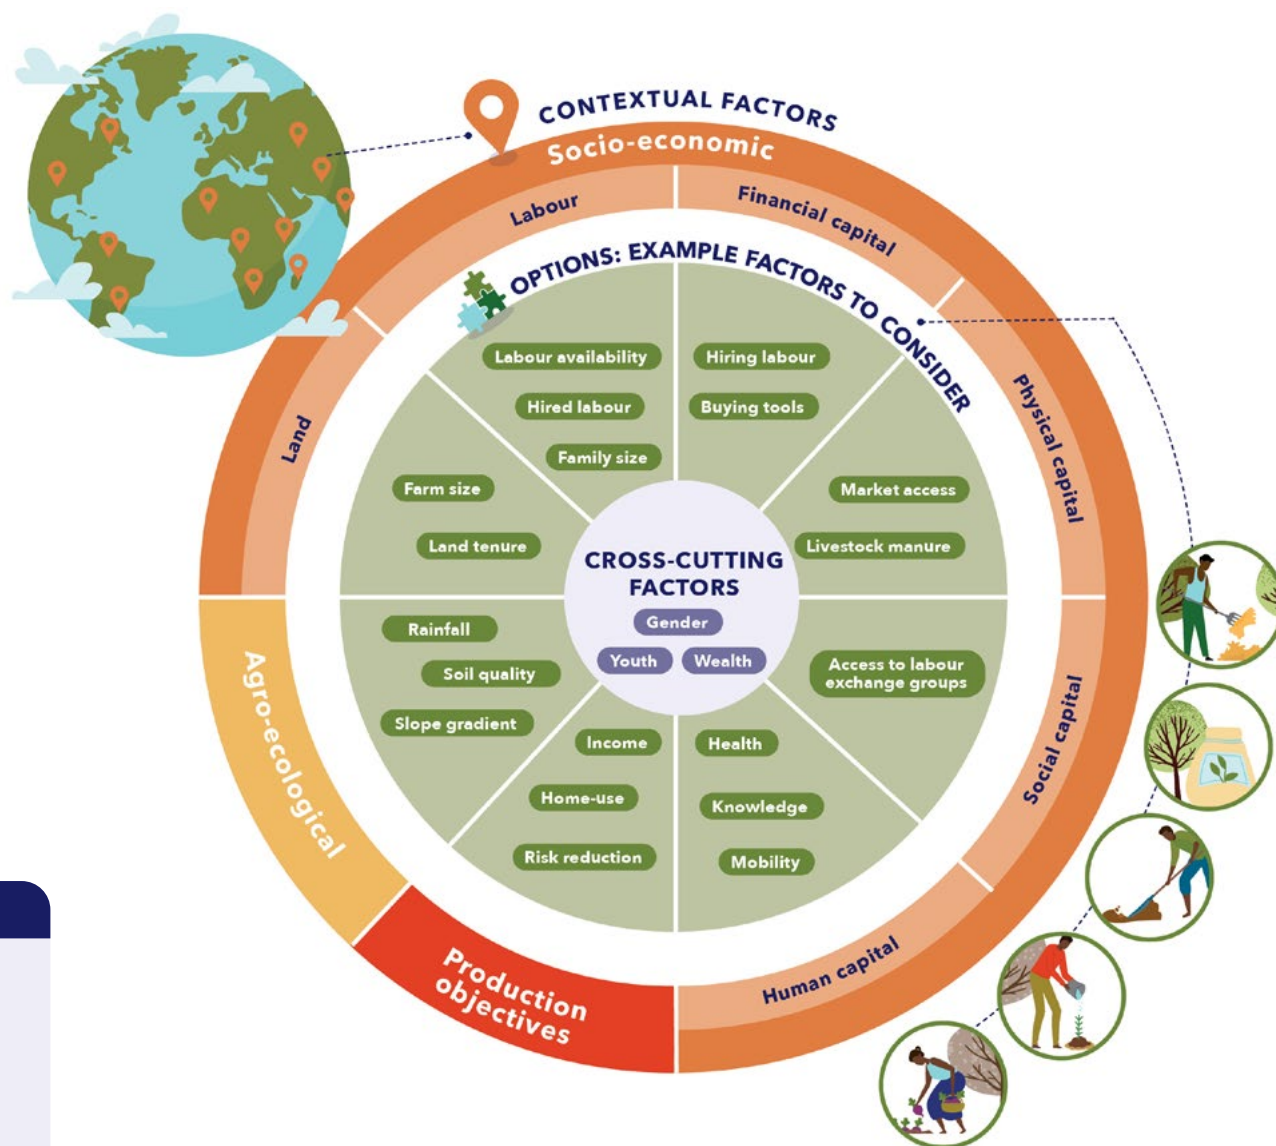 CONTEXTUAL FACTORS
Socio-economic
Labour
Financial capital
Land
Physical capital
OPTIONS: EXAMPLE FACTORS TO CONSIDER
Labour availability
Hired labour
Family size
Hiring labour
Buying tools
Farm size
Land tenure
Market access
Livestock manure
CROSS-CUTTING
FACTORS
Gender
Youth
Wealth
Rainfall
Soil quality
Slope gradient
Access to labour
exchange groups
Income
Home-use
Risk reduction
Health
Knowledge
Mobility
Agro-ecological
Social capital
Production
objectives
Human capital